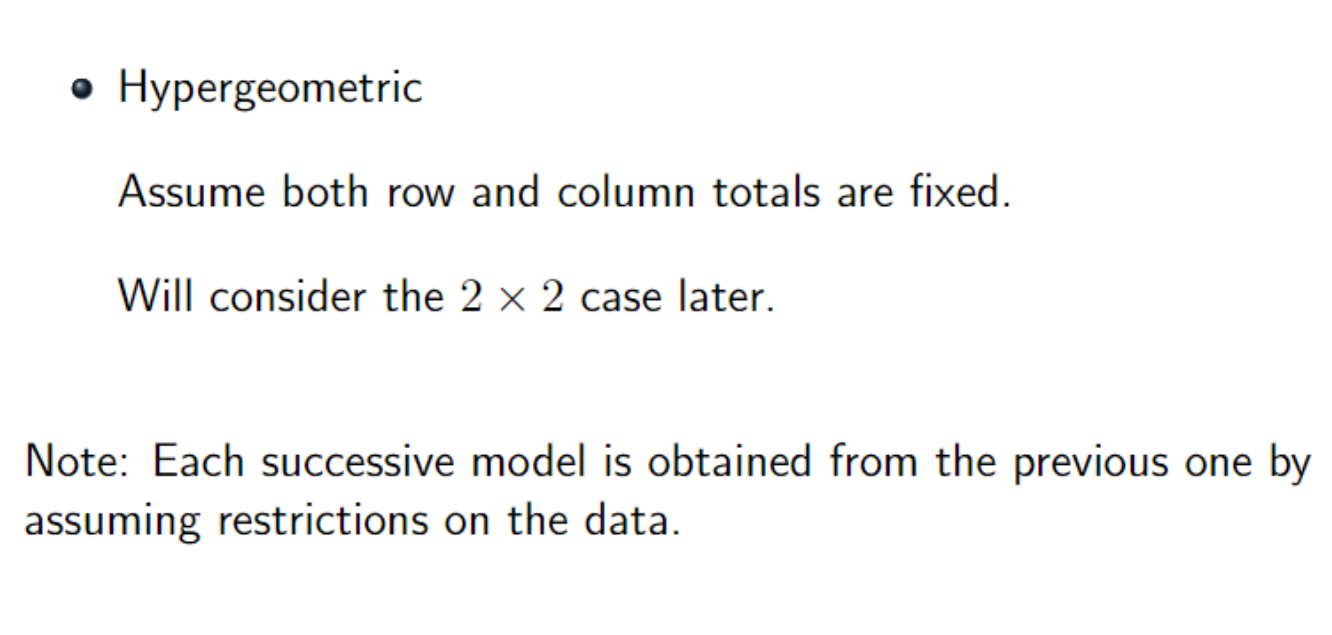 • Hypergeometric
Assume both row and column totals are fixed.
Will consider the 2 × 2 case later.
Note: Each successive model is obtained from the previous one by
assuming restrictions on the data.